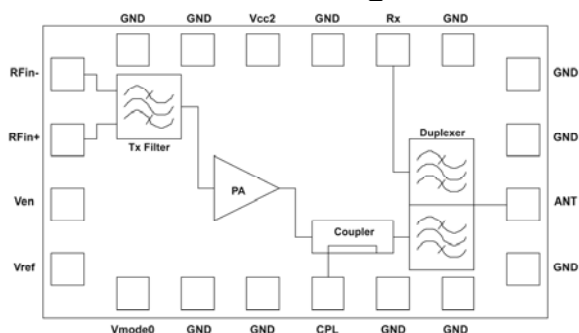 GND GND Vcc2 GND Rx GND
RFin-
GND
RFin+
Tx Filter
Duplexer
GND
PA
Ven
ANT
Coupler
Vref
GND
Vmode0 GND GND CPL GND GND